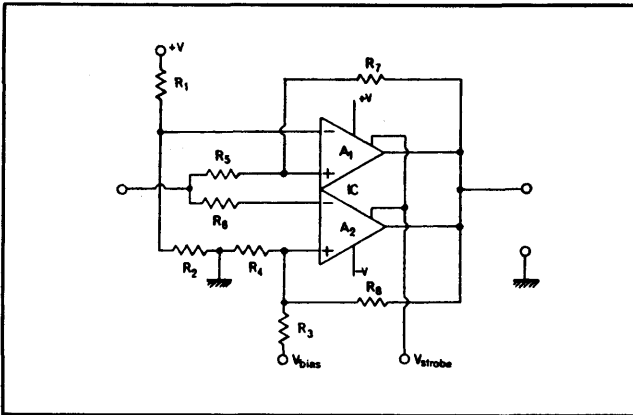 +V
R1
R7
+V
−
A1
R5
+
IC
−
R6
A2
+
R2
R4
−V
R8
R3
Vbias
Vstrobe